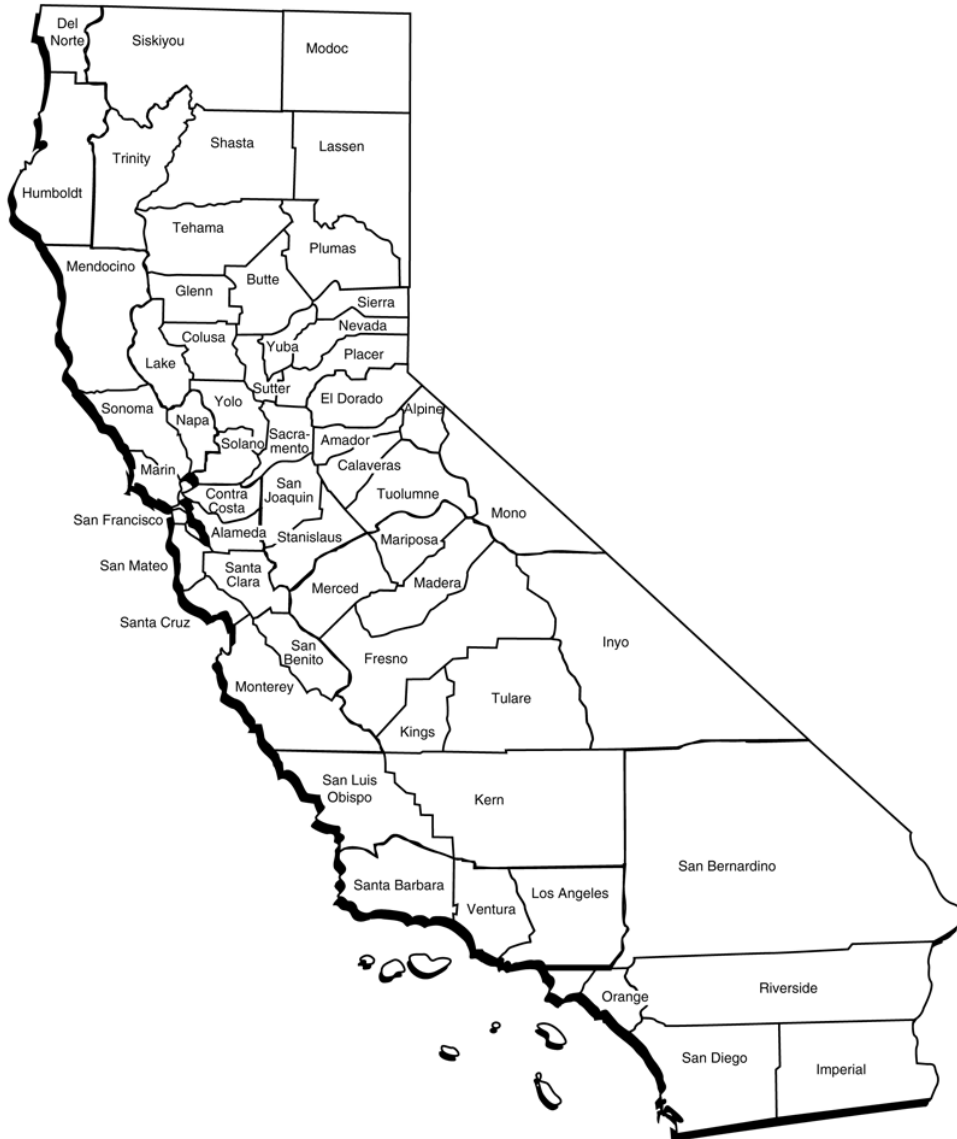 Del
Norte
Siskiyou
Modoc
Shasta
Lassen
Trinity
Humboldt
Tehama
Plumas
Mendocino
Butte
Glenn
Sierra
Nevada
Colusa
Yuba
Placer
Lake
Sutter
El Dorado
Yolo
Sonoma
Alpine
Napa
Sacra-
mento
Solano
Amador
Calaveras
Marin
San
Joaquin
Contra
Costa
Tuolumne
Mono
San Francisco
Alameda
Stanislaus
Mariposa
San Mateo
Santa
Clara
Merced
Madera
Santa Cruz
San
Benito
Fresno
Inyo
Monterey
Tulare
Kings
San Luis
Obispo
Kern
San Bernardino
Santa Barbara
Los Angeles
Ventura
Orange
Riverside
San Diego
Imperial